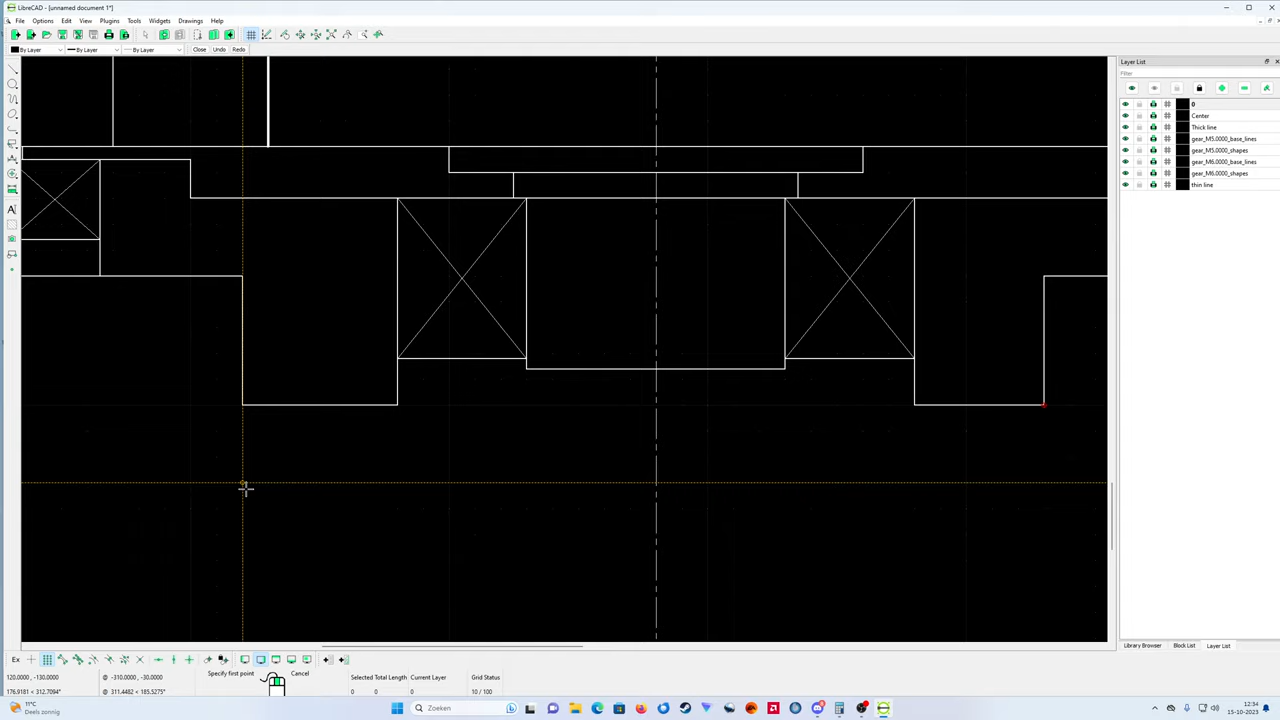 LibreCAD - [unnamed document 1*]
File Options Edit View Plugins Tools Widgets Drawings Help
By Layer By Layer By Layer Close Undo Redo
Layer List
Filter
0
Center
Thick line
gear_M5.0000_base_lines
gear_M5.0000_shapes
gear_M6.0000_base_lines
gear_M6.0000_shapes
thin line
A
Library Browser Block List Layer List
Ex
120.0000 , -130.0000 @ -310.0000 , -30.0000 Specify first point Cancel Selected Total Length Current Layer Grid Status
176.9181 < 312.7094° @ 311.4482 < 185.5275° 0 0 0 10 / 100
11°C
Deels zonnig
Zoeken
12:34
15-10-2023